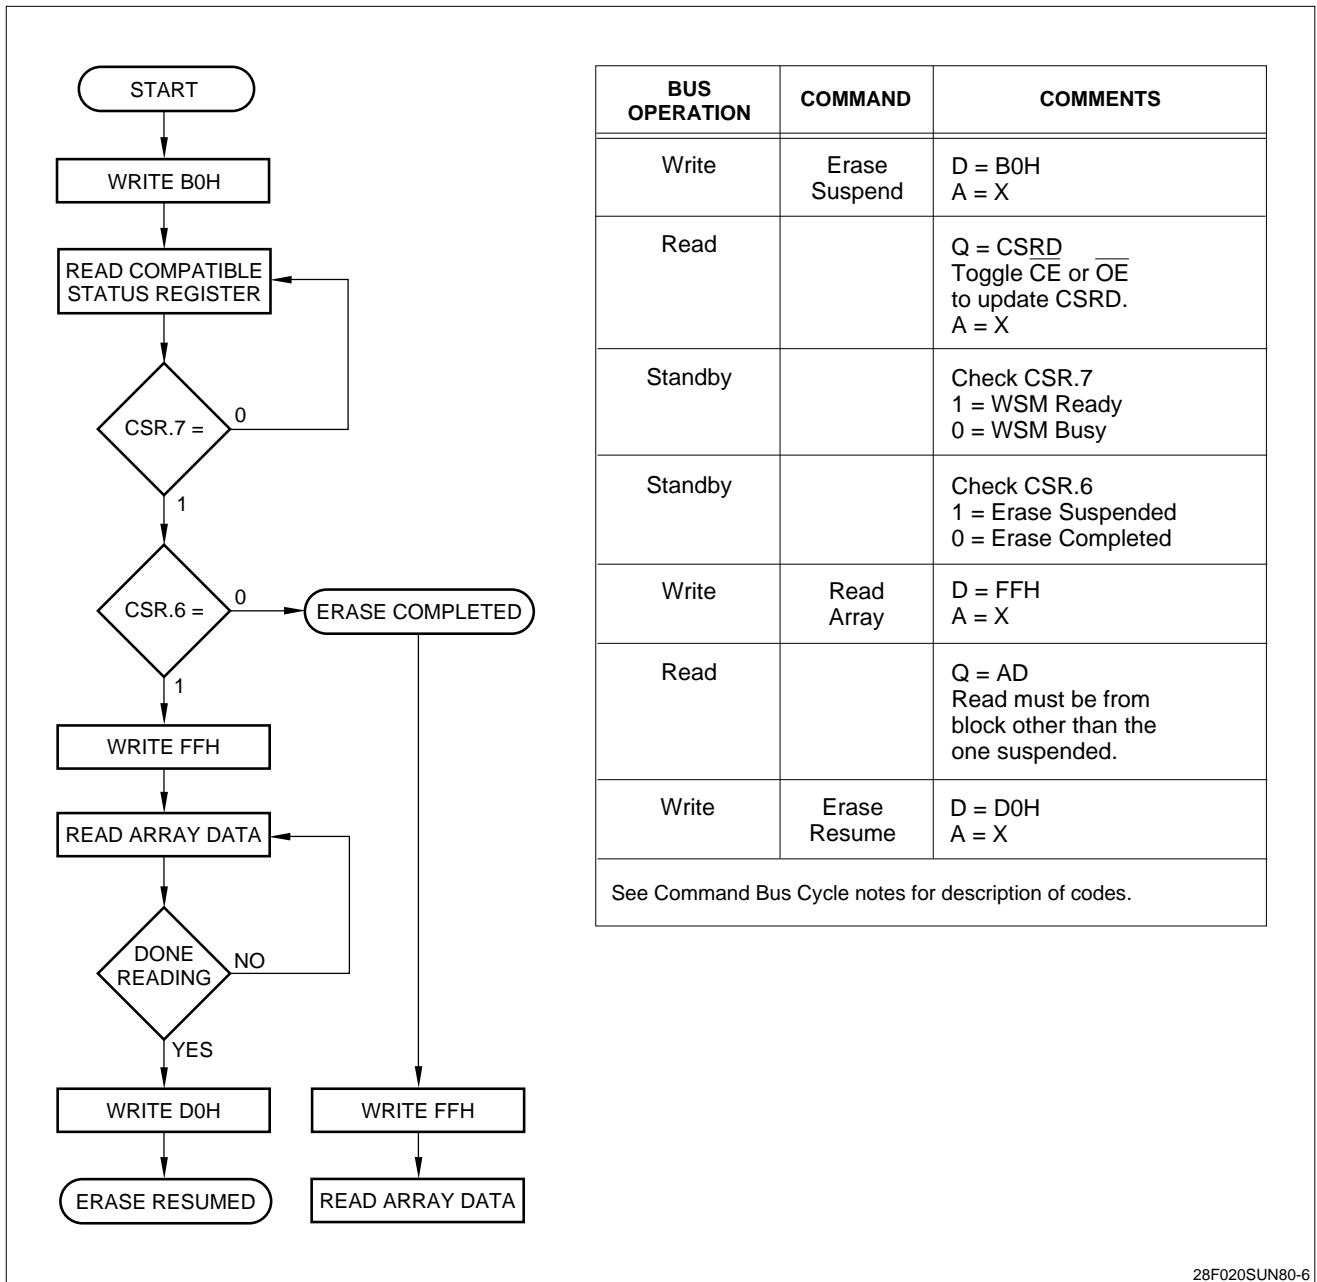 START
WRITE B0H
READ COMPATIBLE
STATUS REGISTER
CSR.7 =
0
1
CSR.6 =
0
ERASE COMPLETED
1
WRITE FFH
READ ARRAY DATA
DONE
READING
NO
YES
WRITE D0H
WRITE FFH
ERASE RESUMED
READ ARRAY DATA
BUS
OPERATION
COMMAND
COMMENTS
Write
Erase
Suspend
D = B0H
A = X
Read
Q = CSRD
Toggle C̅E̅ or O̅E̅
to update CSRD.
A = X
Standby
Check CSR.7
1 = WSM Ready
0 = WSM Busy
Standby
Check CSR.6
1 = Erase Suspended
0 = Erase Completed
Write
Read
Array
D = FFH
A = X
Read
Q = AD
Read must be from
block other than the
one suspended.
Write
Erase
Resume
D = D0H
A = X
See Command Bus Cycle notes for description of codes.
28F020SUN80-6